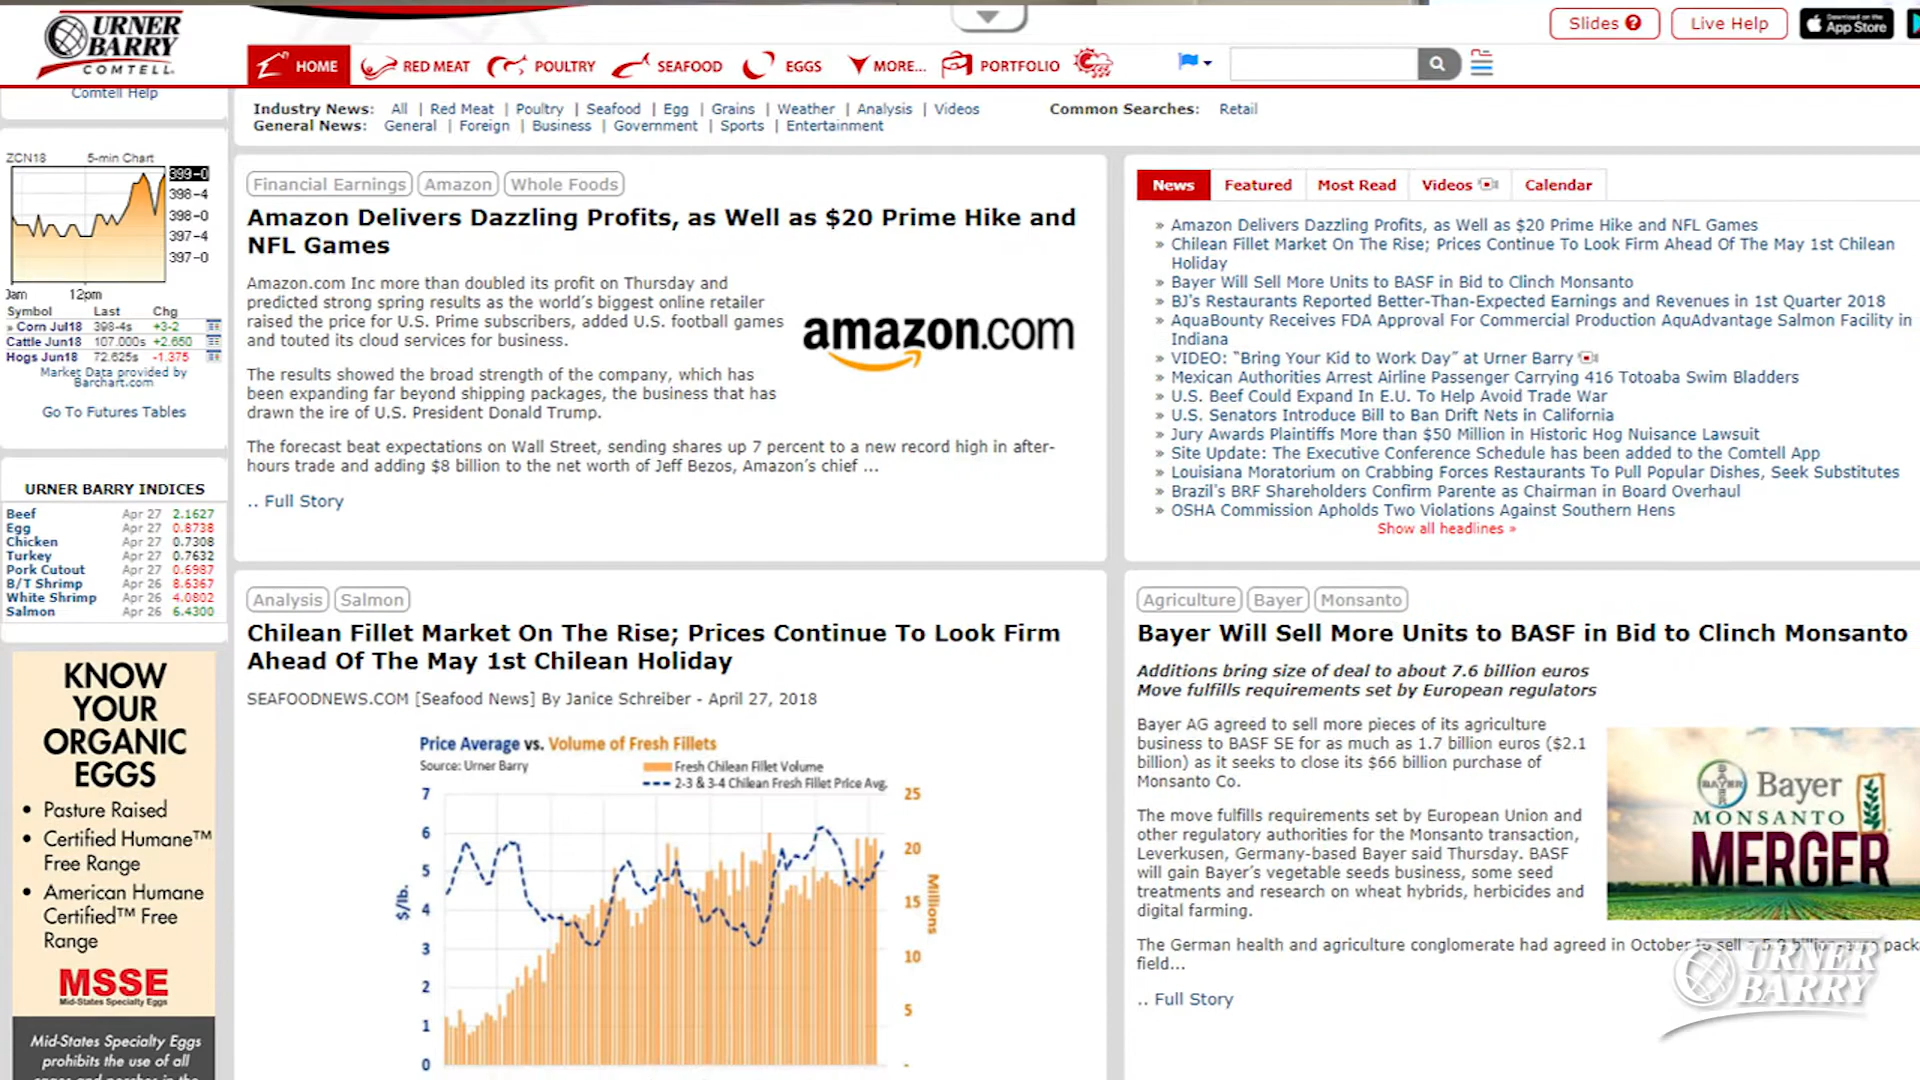 URNER
BARRY
COMTELL
Slides ?
Live Help
Download on the
App Store
HOME
RED MEAT
POULTRY
SEAFOOD
EGGS
MORE...
PORTFOLIO
Comtell Help
Industry News: All | Red Meat | Poultry | Seafood | Egg | Grains | Weather | Analysis | Videos
Common Searches: Retail
General News: General | Foreign | Business | Government | Sports | Entertainment
ZCN18 5-min Chart
399-0
398-4
398-0
397-4
397-0
12pm
Symbol Last Chg
» Corn Jul18 398-4s +3-2
Cattle Jun18 107.000s +2.650
Hogs Jun18 72.625s -1.375
Market Data provided by
Barchart.com
Go To Futures Tables
URNER BARRY INDICES
Beef Apr 27 2.1627
Egg Apr 27 0.8738
Chicken Apr 27 0.7308
Turkey Apr 27 0.7632
Pork Cutout Apr 27 0.6987
B/T Shrimp Apr 26 8.6367
White Shrimp Apr 26 4.0802
Salmon Apr 26 6.4300
KNOW
YOUR
ORGANIC
EGGS
• Pasture Raised
• Certified Humane™
Free Range
• American Humane
Certified™ Free
Range
MSSE
Mid-States Specialty Eggs
Mid-States Specialty Eggs
prohibits the use of all
Financial Earnings Amazon Whole Foods
Amazon Delivers Dazzling Profits, as Well as $20 Prime Hike and
NFL Games
Amazon.com Inc more than doubled its profit on Thursday and
predicted strong spring results as the world's biggest online retailer
raised the price for U.S. Prime subscribers, added U.S. football games
and touted its cloud services for business.
amazon.com
The results showed the broad strength of the company, which has
been expanding far beyond shipping packages, the business that has
drawn the ire of U.S. President Donald Trump.
The forecast beat expectations on Wall Street, sending shares up 7 percent to a new record high in after-
hours trade and adding $8 billion to the net worth of Jeff Bezos, Amazon's chief ...
.. Full Story
News Featured Most Read Videos Calendar
» Amazon Delivers Dazzling Profits, as Well as $20 Prime Hike and NFL Games
» Chilean Fillet Market On The Rise; Prices Continue To Look Firm Ahead Of The May 1st Chilean
Holiday
» Bayer Will Sell More Units to BASF in Bid to Clinch Monsanto
» BJ's Restaurants Reported Better-Than-Expected Earnings and Revenues in 1st Quarter 2018
» AquaBounty Receives FDA Approval For Commercial Production AquAdvantage Salmon Facility in
Indiana
» VIDEO: “Bring Your Kid to Work Day” at Urner Barry
» Mexican Authorities Arrest Airline Passenger Carrying 416 Totoaba Swim Bladders
» U.S. Beef Could Expand In E.U. To Help Avoid Trade War
» U.S. Senators Introduce Bill to Ban Drift Nets in California
» Jury Awards Plaintiffs More than $50 Million in Historic Hog Nuisance Lawsuit
» Site Update: The Executive Conference Schedule has been added to the Comtell App
» Louisiana Moratorium on Crabbing Forces Restaurants To Pull Popular Dishes, Seek Substitutes
» Brazil's BRF Shareholders Confirm Parente as Chairman in Board Overhaul
» OSHA Commission Apholds Two Violations Against Southern Hens
Show all headlines »
Analysis Salmon
Chilean Fillet Market On The Rise; Prices Continue To Look Firm
Ahead Of The May 1st Chilean Holiday
SEAFOODNEWS.COM [Seafood News] By Janice Schreiber - April 27, 2018
Price Average vs. Volume of Fresh Fillets
Source: Urner Barry
Fresh Chilean Fillet Volume
2-3 & 3-4 Chilean Fresh Fillet Price Avg.
7 25
6
5 20
4 15
3
2 10
1 5
0 -
$/lb.
Millions
Agriculture Bayer Monsanto
Bayer Will Sell More Units to BASF in Bid to Clinch Monsanto
Additions bring size of deal to about 7.6 billion euros
Move fulfills requirements set by European regulators
Bayer AG agreed to sell more pieces of its agriculture
business to BASF SE for as much as 1.7 billion euros ($2.1
billion) as it seeks to close its $66 billion purchase of
Monsanto Co.
The move fulfills requirements set by European Union and
other regulatory authorities for the Monsanto transaction,
Leverkusen, Germany-based Bayer said Thursday. BASF
will gain Bayer's vegetable seeds business, some seed
treatments and research on wheat hybrids, herbicides and
digital farming.
BAYER
Bayer
MONSANTO
MERGER
The German health and agriculture conglomerate had agreed in October to sell a 5.9 billion-euro pack
field...
.. Full Story
URNER
BARRY